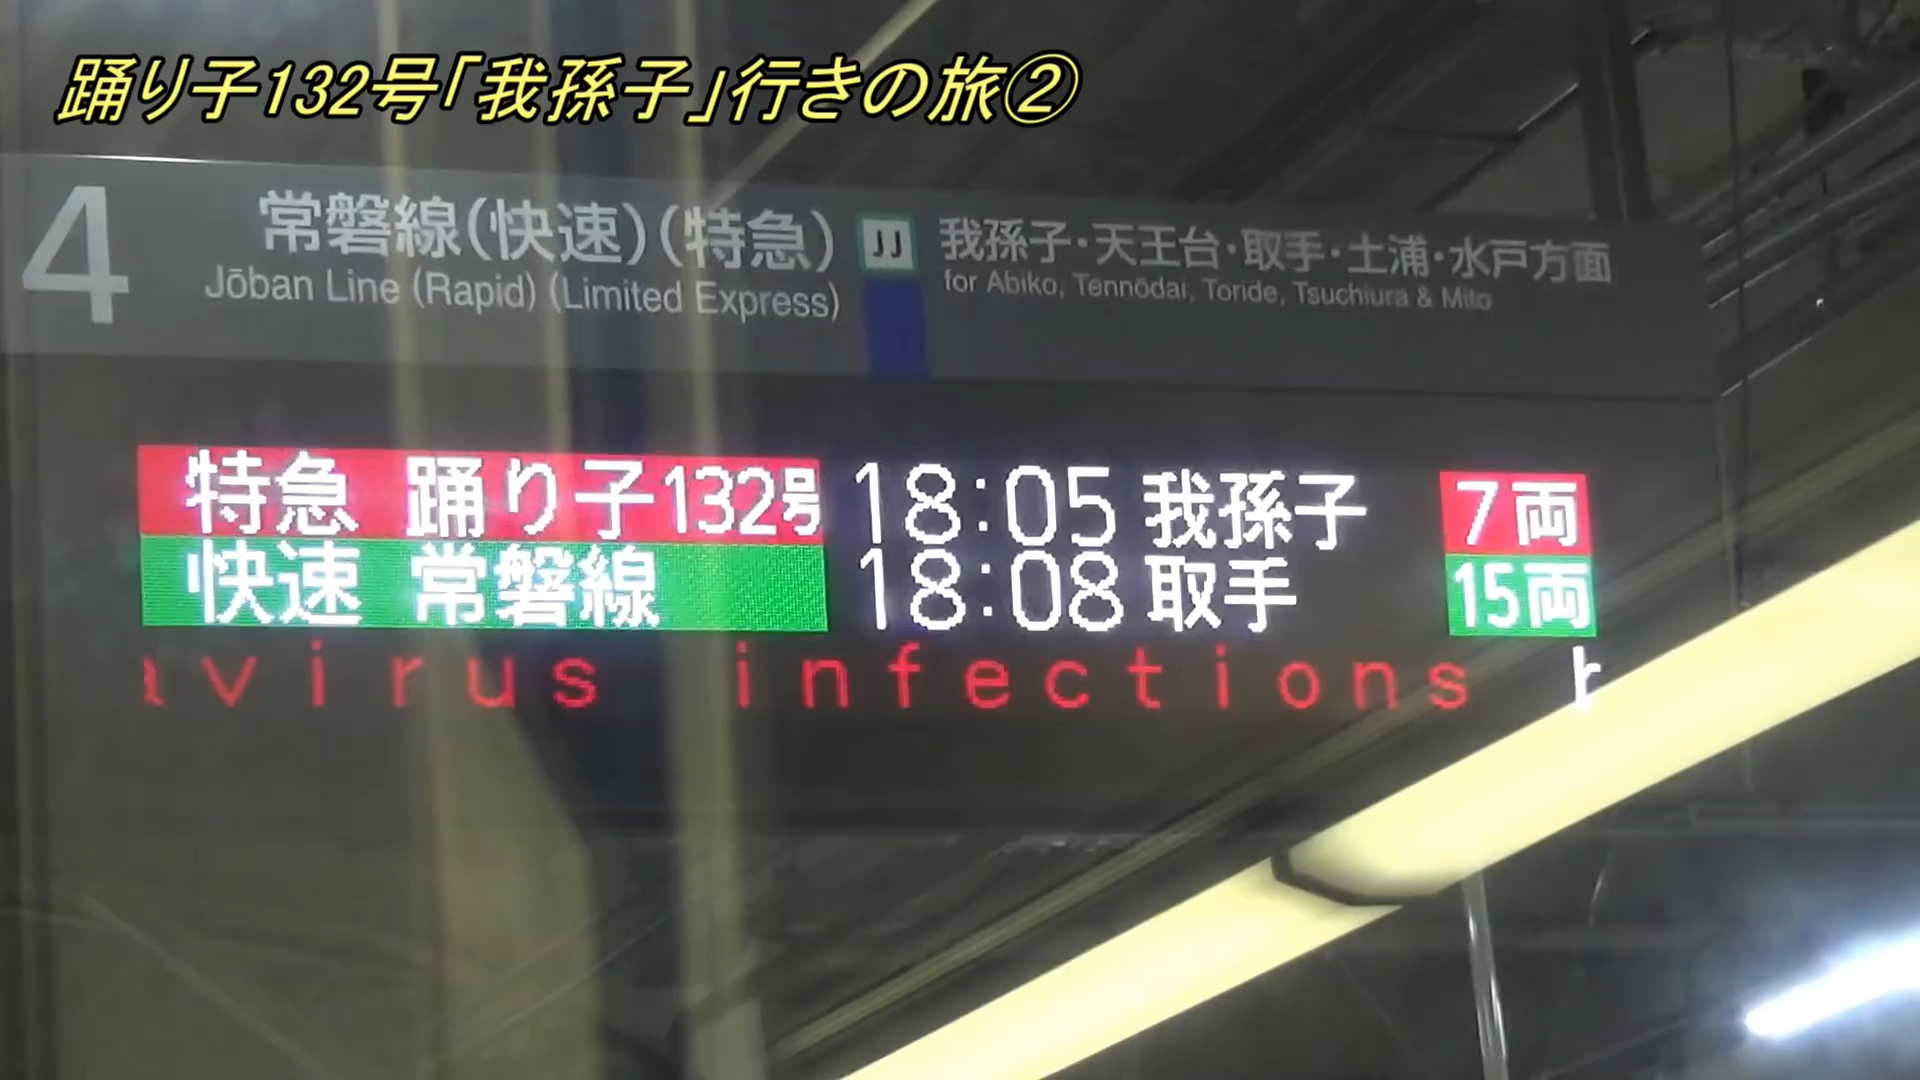 踊り子132号「我孫子」行きの旅②
4 常磐線(快速)(特急) JJ 我孫子・天王台・取手・土浦・水戸方面
Jōban Line (Rapid) (Limited Express) for Abiko, Tennōdai, Toride, Tsuchiura & Mito
特急 踊り子132号 18:05 我孫子 7両
快速 常磐線 18:08 取手 15両
avirus infections